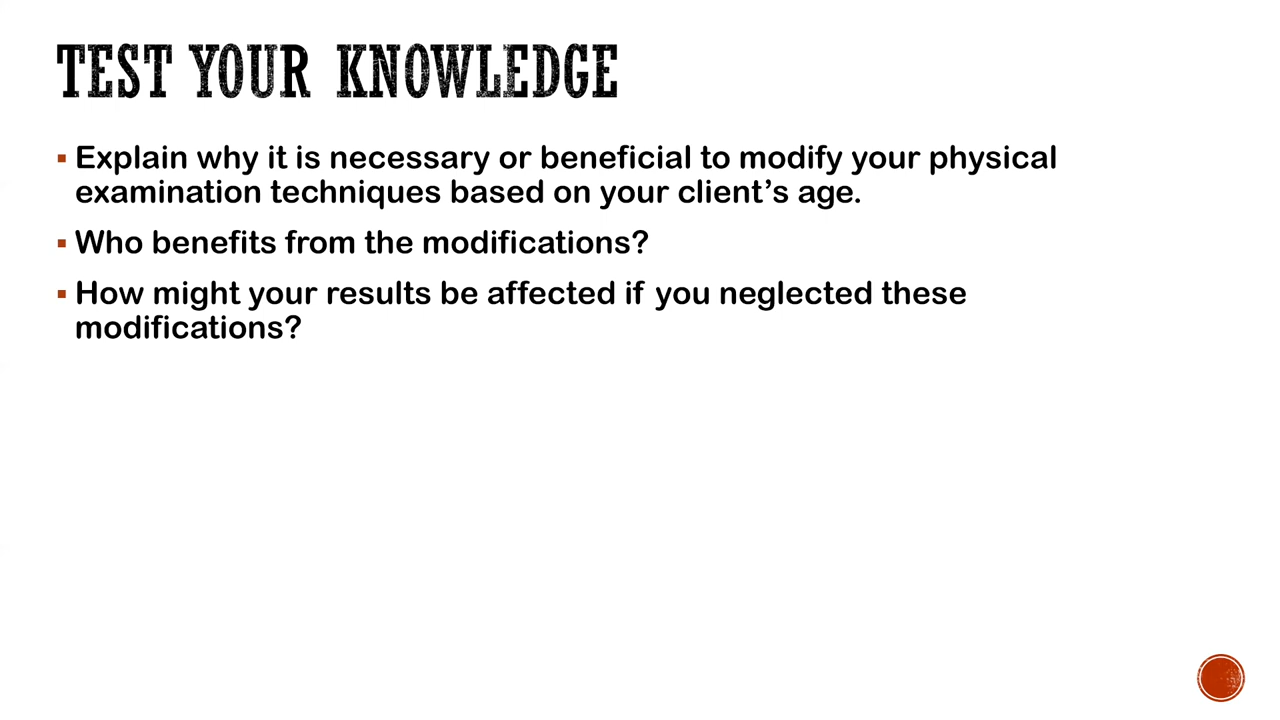 TEST YOUR KNOWLEDGE
▪ Explain why it is necessary or beneficial to modify your physical
examination techniques based on your client’s age.
▪ Who benefits from the modifications?
▪ How might your results be affected if you neglected these
modifications?